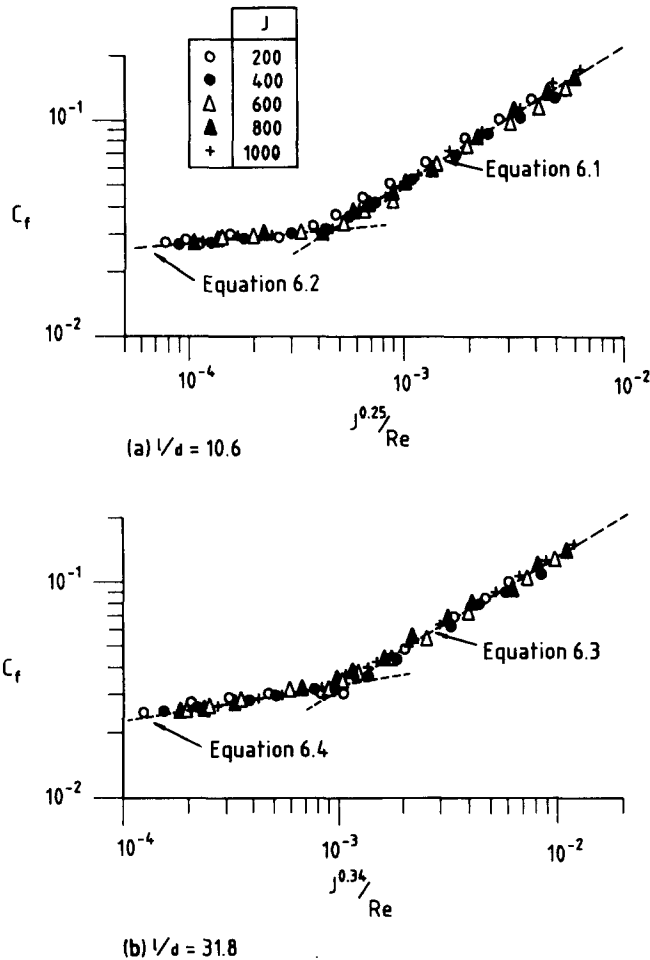 J
200
400
600
800
1000
10^-1
C_f
10^-2
Equation 6.1
Equation 6.2
10^-4 10^-3 10^-2
J^0.25/Re
(a) l/d = 10.6
10^-1
C_f
10^-2
Equation 6.3
Equation 6.4
10^-4 10^-3 10^-2
J^0.34/Re
(b) l/d = 31.8